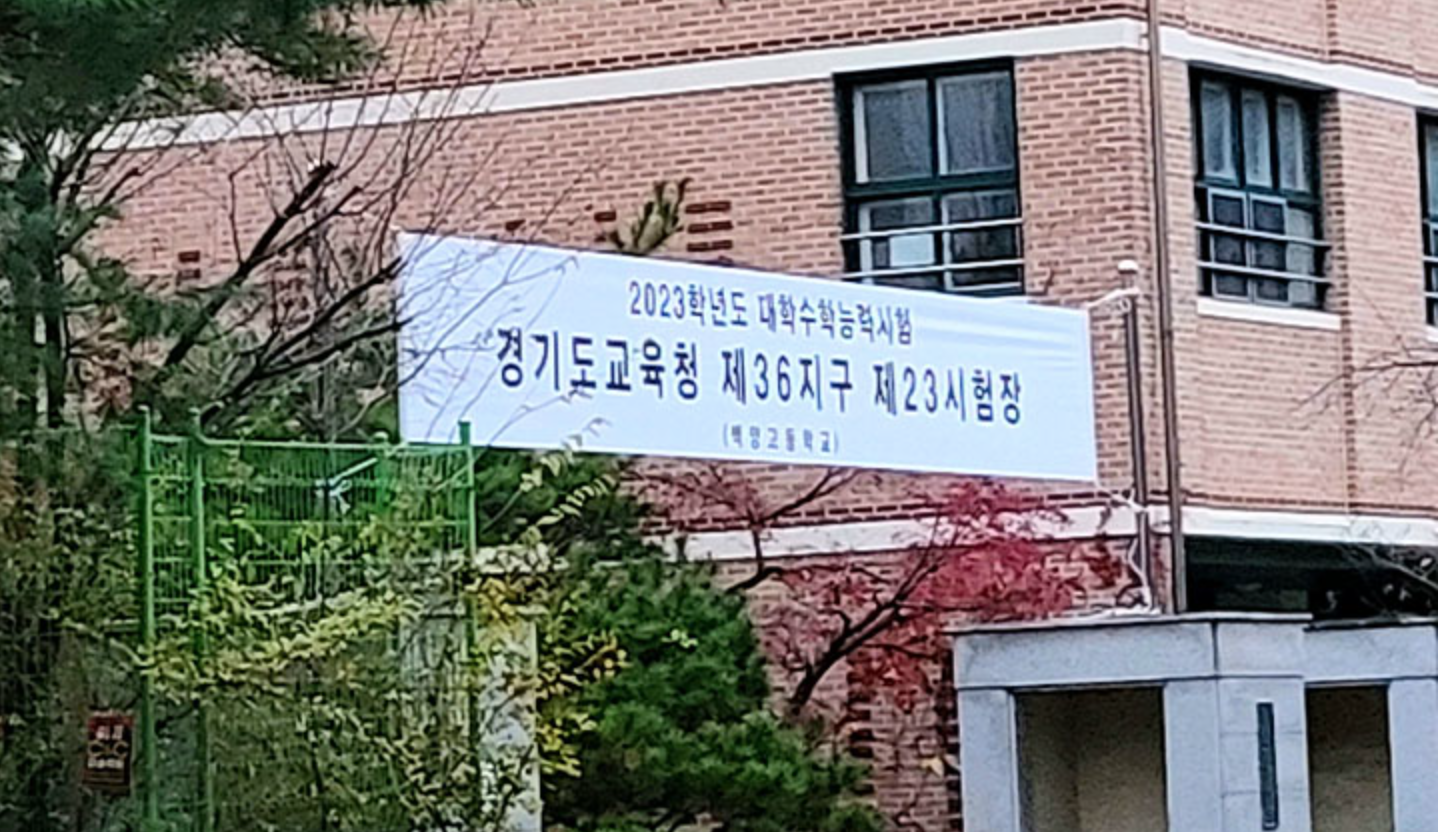 2023학년도 대학수학능력시험
경기도교육청 제36지구 제23시험장
(백양고등학교)